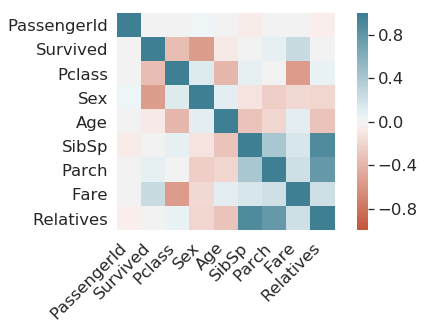 PassengerId
Survived
Pclass
Sex
Age
SibSp
Parch
Fare
Relatives
PassengerId
Survived
Pclass
Sex
Age
SibSp
Parch
Fare
Relatives
0.8
0.4
0.0
−0.4
−0.8